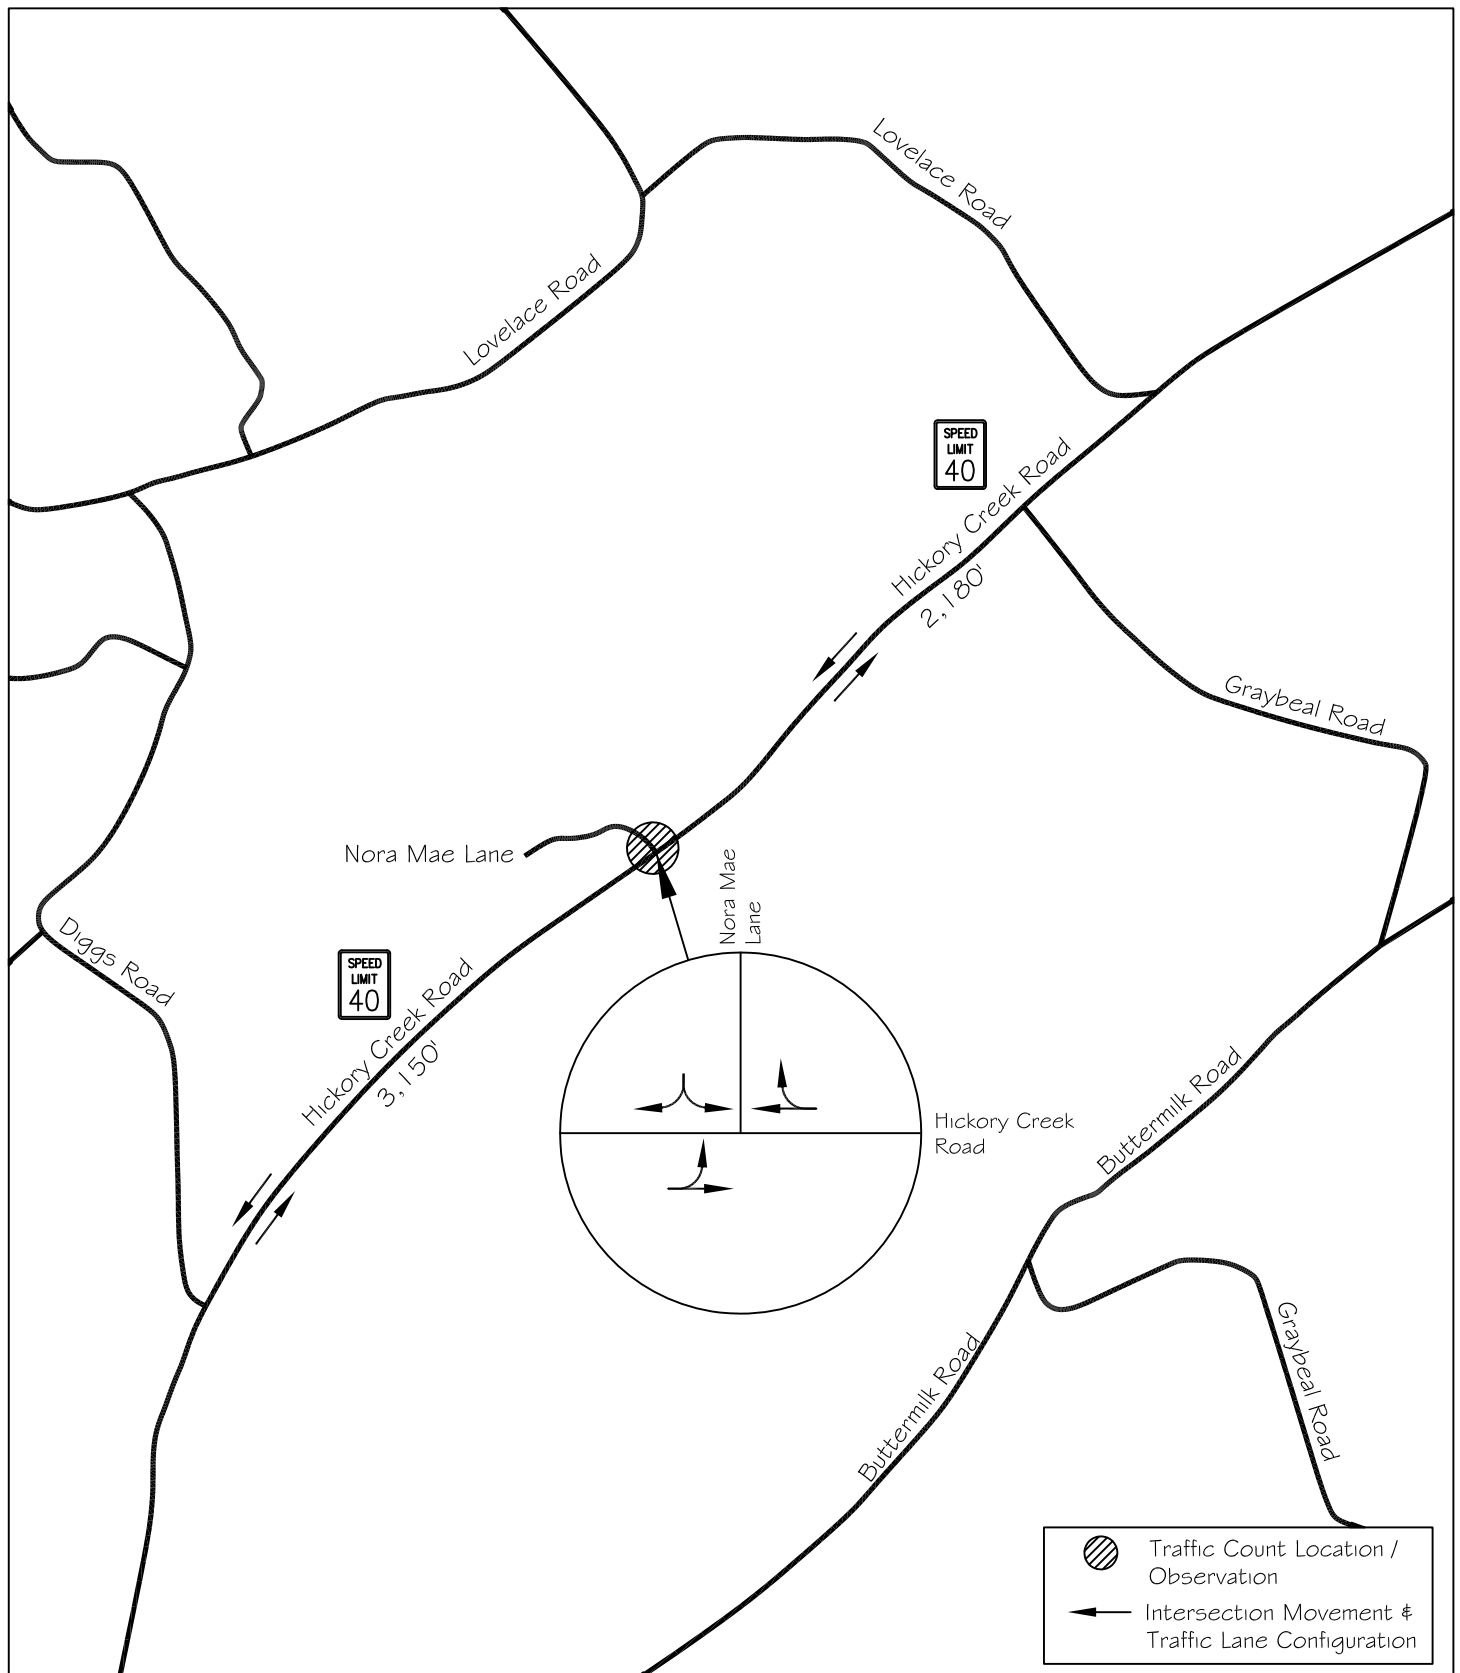 Lovelace Road
Lovelace Road
SPEED
LIMIT
40
Hickory Creek Road
2,180'
Graybeal Road
Nora Mae Lane
Nora Mae
Lane
Diggs Road
SPEED
LIMIT
40
Hickory Creek Road
3,150'
Hickory Creek
Road
Buttermilk Road
Graybeal Road
Buttermilk Road
Traffic Count Location /
Observation
Intersection Movement &
Traffic Lane Configuration